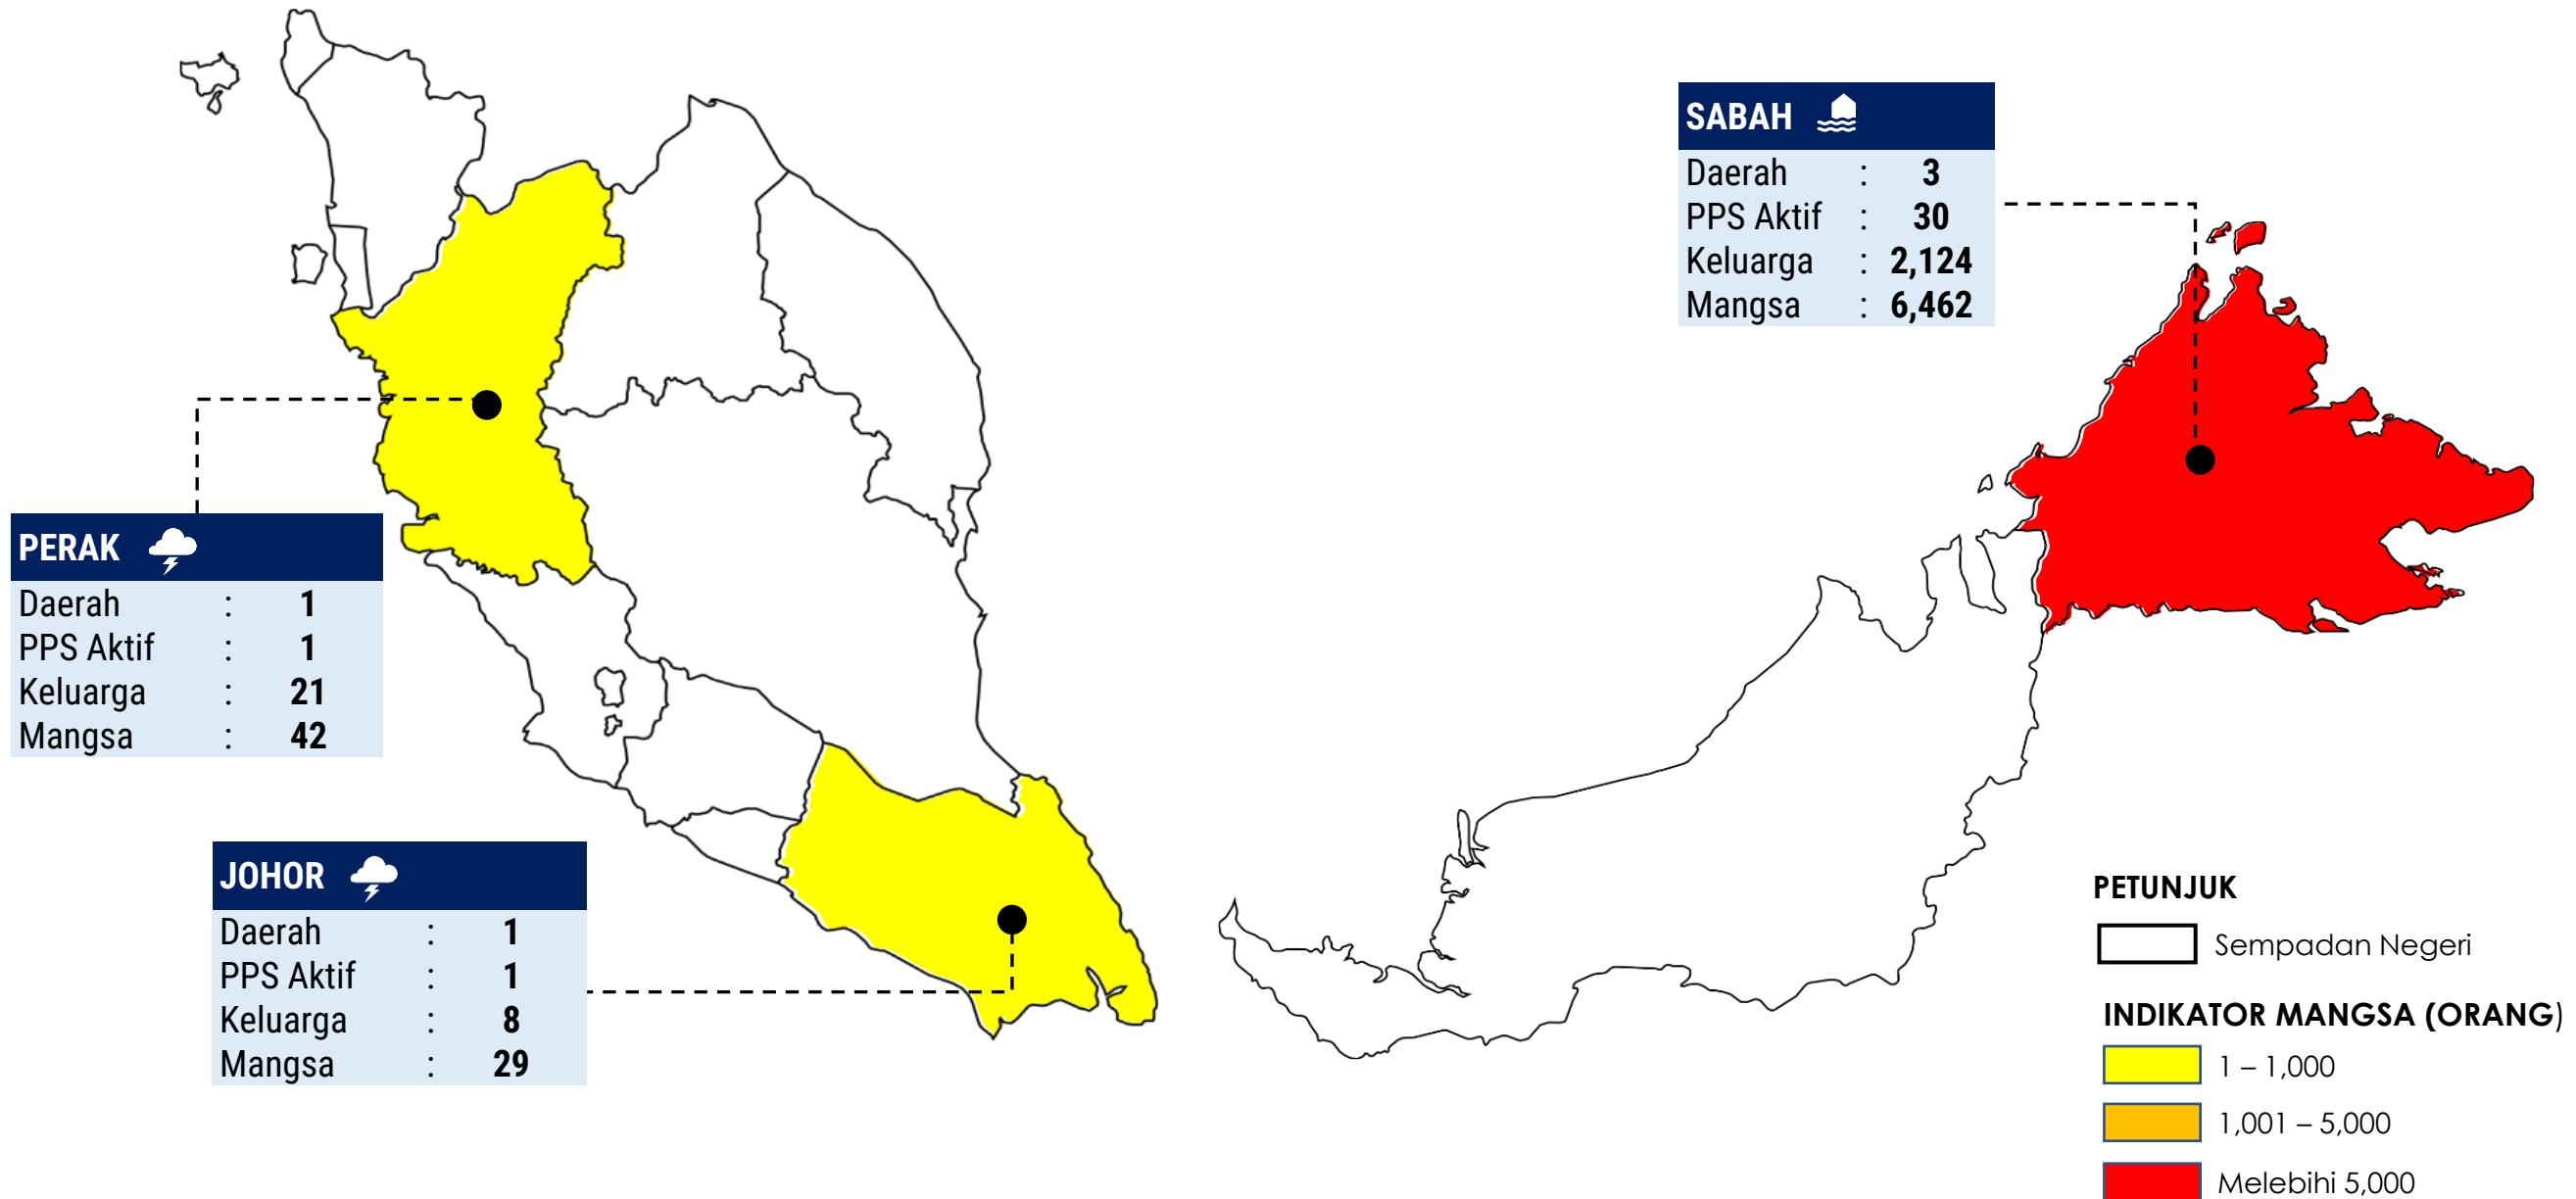 SABAH
Daerah : 3
PPS Aktif : 30
Keluarga : 2,124
Mangsa : 6,462
PERAK
Daerah : 1
PPS Aktif : 1
Keluarga : 21
Mangsa : 42
JOHOR
Daerah : 1
PPS Aktif : 1
Keluarga : 8
Mangsa : 29
PETUNJUK
Sempadan Negeri
INDIKATOR MANGSA (ORANG)
1 – 1,000
1,001 – 5,000
Melebihi 5,000